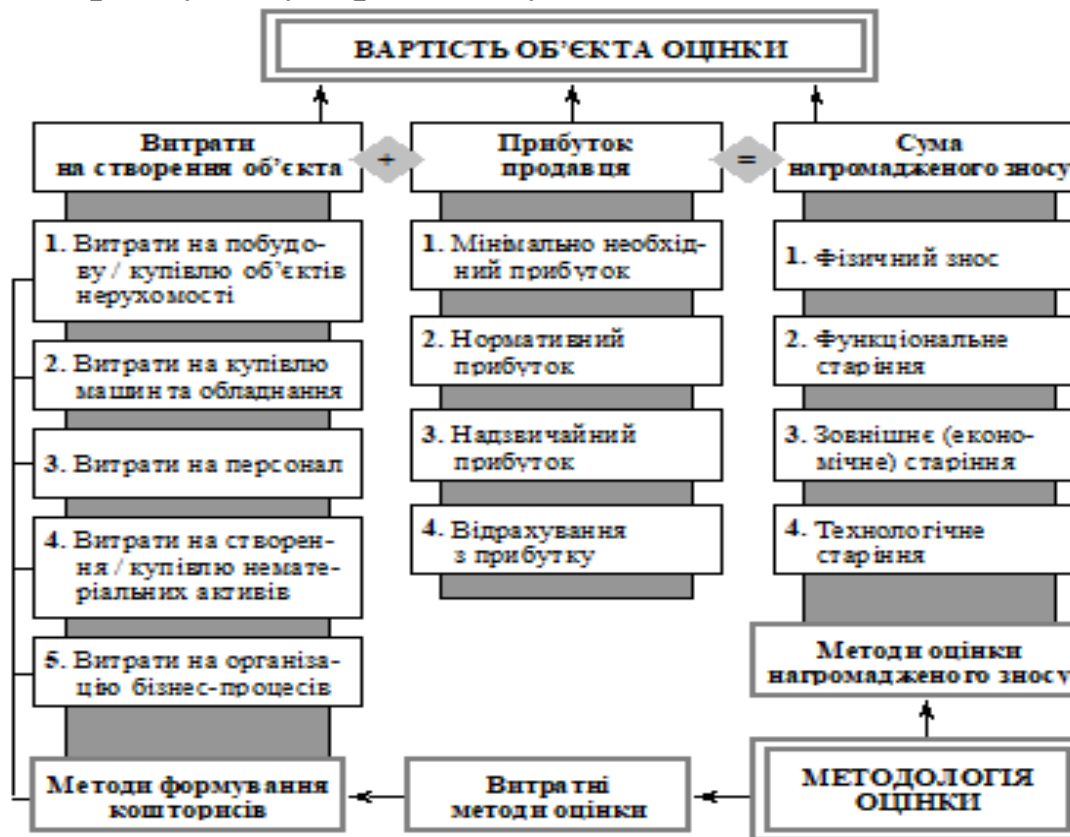 ВАРТІСТЬ ОБ’ЄКТА ОЦІНКИ
Витрати
на створення об’єкта
+
Прибуток
продавця
=
Сума
нагромадженого зносу
1. Витрати на побудо-
ву / купівлю об’єктів
нерухомості
2. Витрати на купівлю
машин та обладнання
3. Витрати на персонал
4. Витрати на створен-
ня / купівлю немате-
ріальних активів
5. Витрати на організа-
цію бізнес-процесів
1. Мінімально необхід-
ний прибуток
2. Нормативний
прибуток
3. Надзвичайний
прибуток
4. Відрахування
з прибутку
1. Фізичний знос
2. Функціональне
старіння
3. Зовнішнє (еконо-
мічне) старіння
4. Технологічне
старіння
Методи оцінки
нагромадженого зносу
Методи формування
кошторисів
Витратні
методи оцінки
МЕТОДОЛОГІЯ
ОЦІНКИ